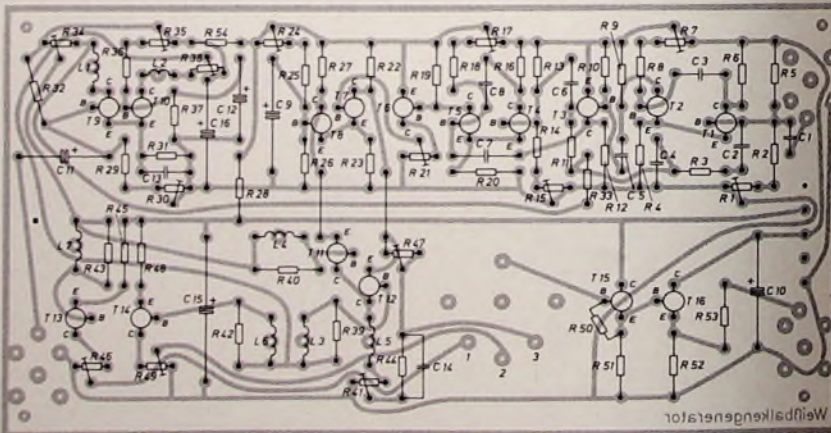 R34
R35
R54
R24
R17
R9
R7
R36
L1
L2
R38
R25
R27
R22
R19
R18
R16
R13
R10
R8
C3
R6
R5
R32
C
B
T9
E
C
T10
E
R37
C16
C12
C9
C
B
T8
E
C
T7
B
E
T6
B
C
E
C8
T5
C
B
E
T4
C
B
E
C6
T3
C
B
E
T2
C
B
E
T1
C
B
E
C1
C11
R29
R31
C13
R30
R28
R26
R23
R21
C7
R20
R14
R15
R11
R33
R12
C5
R4
C4
R3
C2
R2
R1
R45
L7
R43
R48
C15
L4
R40
E
T11
B
C
E
T12
B
C
R47
T15
C
B
E
C
B
T16
E
C10
T13
E
B
C
T14
E
B
C
R46
R49
R42
L6
L3
R39
L5
R44
R41
C14
1
2
3
R50
R51
R52
R53
Weißbalkengenerator